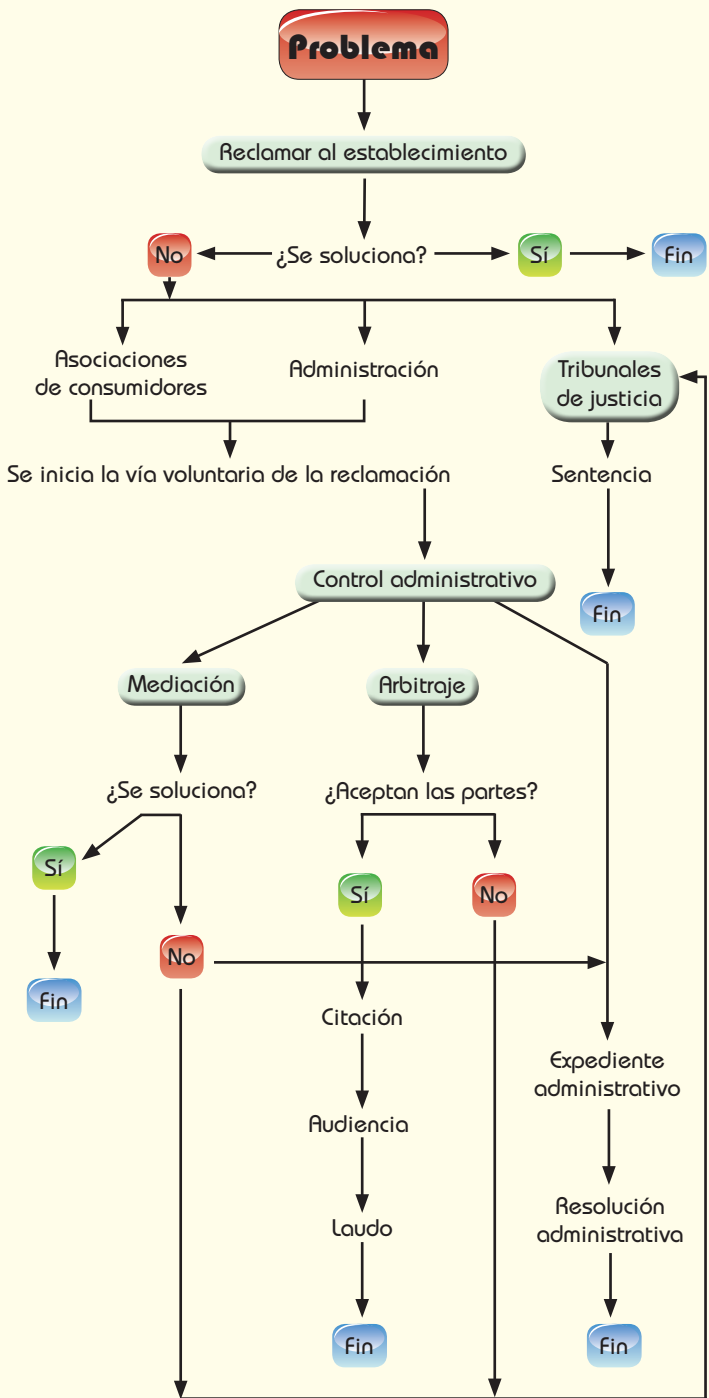 Problema
Reclamar al establecimiento
No
¿Se soluciona?
Sí
Fin
Asociaciones
de consumidores
Administración
Tribunales
de justicia
Se inicia la vía voluntaria de la reclamación
Sentencia
Control administrativo
Fin
Mediación
Arbitraje
¿Se soluciona?
¿Aceptan las partes?
Sí
Sí
No
No
Fin
Citación
Expediente
administrativo
Audiencia
Laudo
Resolución
administrativa
Fin
Fin